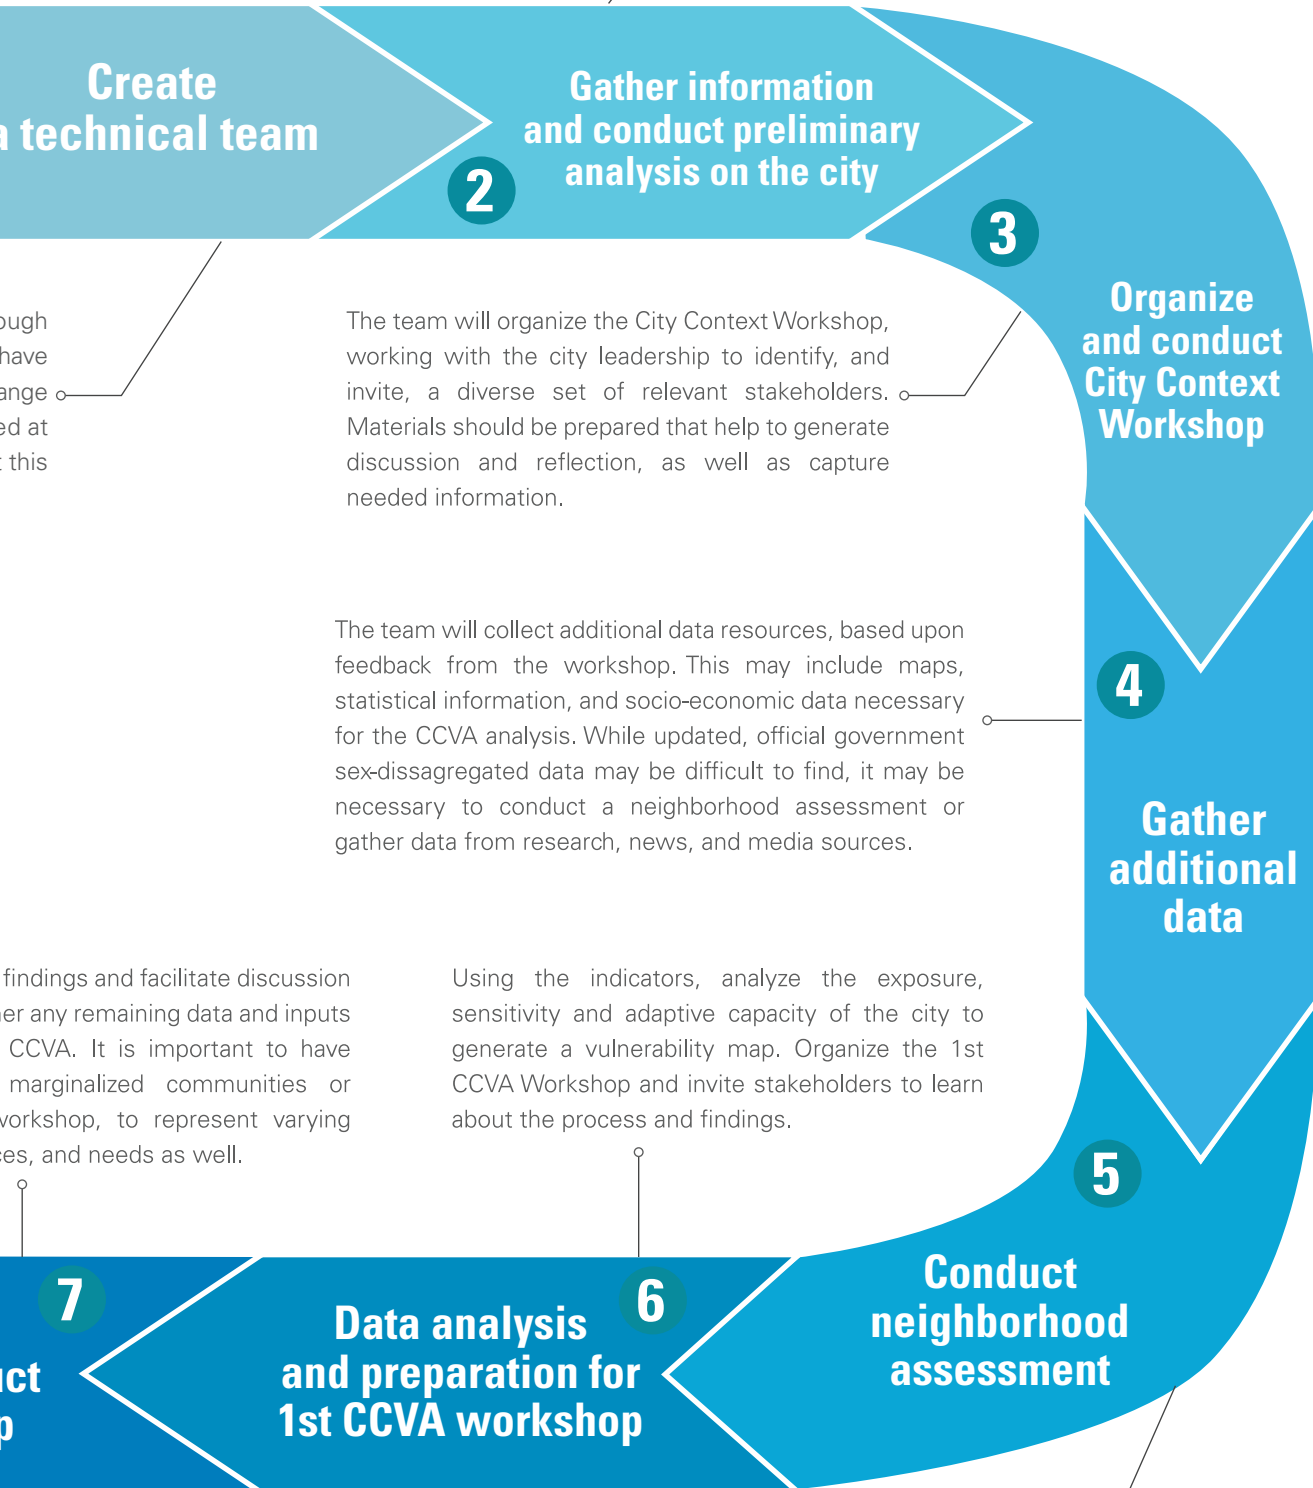 Create
a technical team
2
Gather information
and conduct preliminary
analysis on the city
3
Organize
and conduct
City Context
Workshop
have
ed at
this
The team will organize the City Context Workshop,
working with the city leadership to identify, and
invite, a diverse set of relevant stakeholders.
Materials should be prepared that help to generate
discussion and reflection, as well as capture
needed information.
The team will collect additional data resources, based upon
feedback from the workshop. This may include maps,
statistical information, and socio-economic data necessary
for the CCVA analysis. While updated, official government
sex-dissagregated data may be difficult to find, it may be
necessary to conduct a neighborhood assessment or
gather data from research, news, and media sources.
4
Gather
additional
data
findings and facilitate discussion
her any remaining data and inputs
CCVA. It is important to have
marginalized communities or
workshop, to represent varying
ces, and needs as well.
Using the indicators, analyze the exposure,
sensitivity and adaptive capacity of the city to
generate a vulnerability map. Organize the 1st
CCVA Workshop and invite stakeholders to learn
about the process and findings.
5
Conduct
neighborhood
assessment
6
Data analysis
and preparation for
1st CCVA workshop
7
uct
p